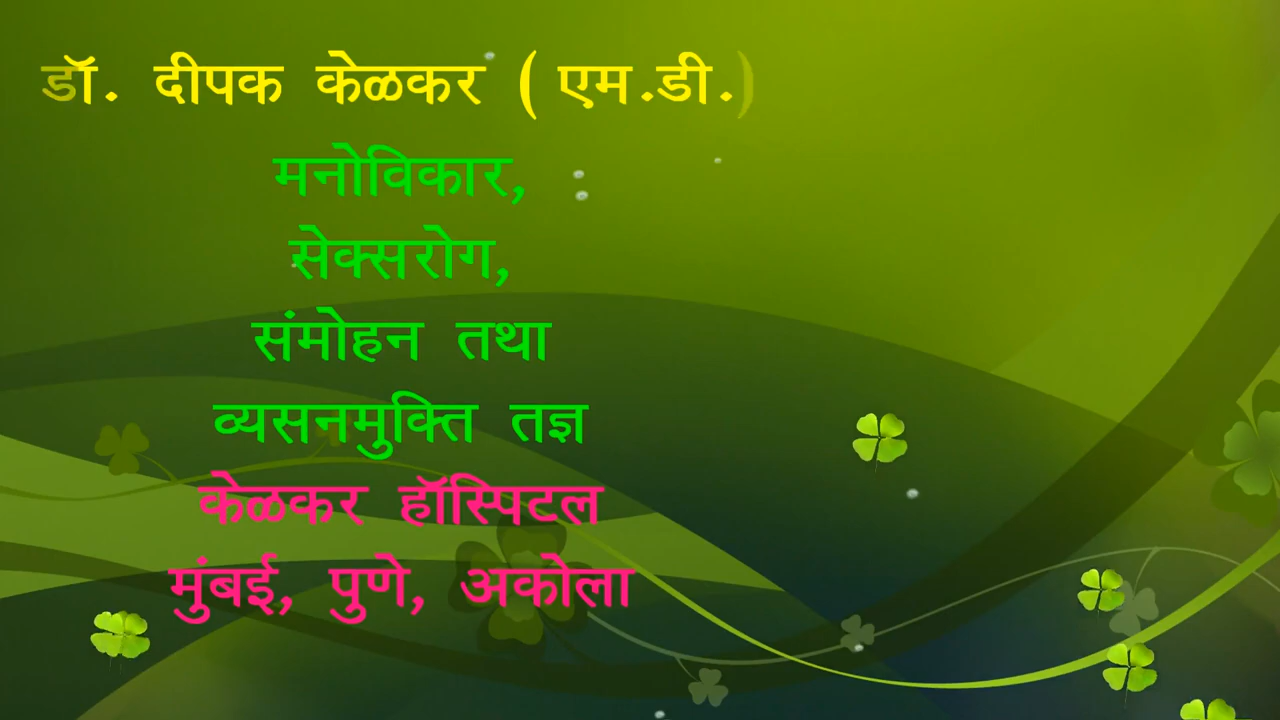 डॉ. दीपक केळकर ( एम.डी.)
मनोविकार,
सेक्सरोग,
संमोहन तथा
व्यसनमुक्ति तज्ञ
केळकर हॉस्पिटल
मुंबई, पुणे, अकोला